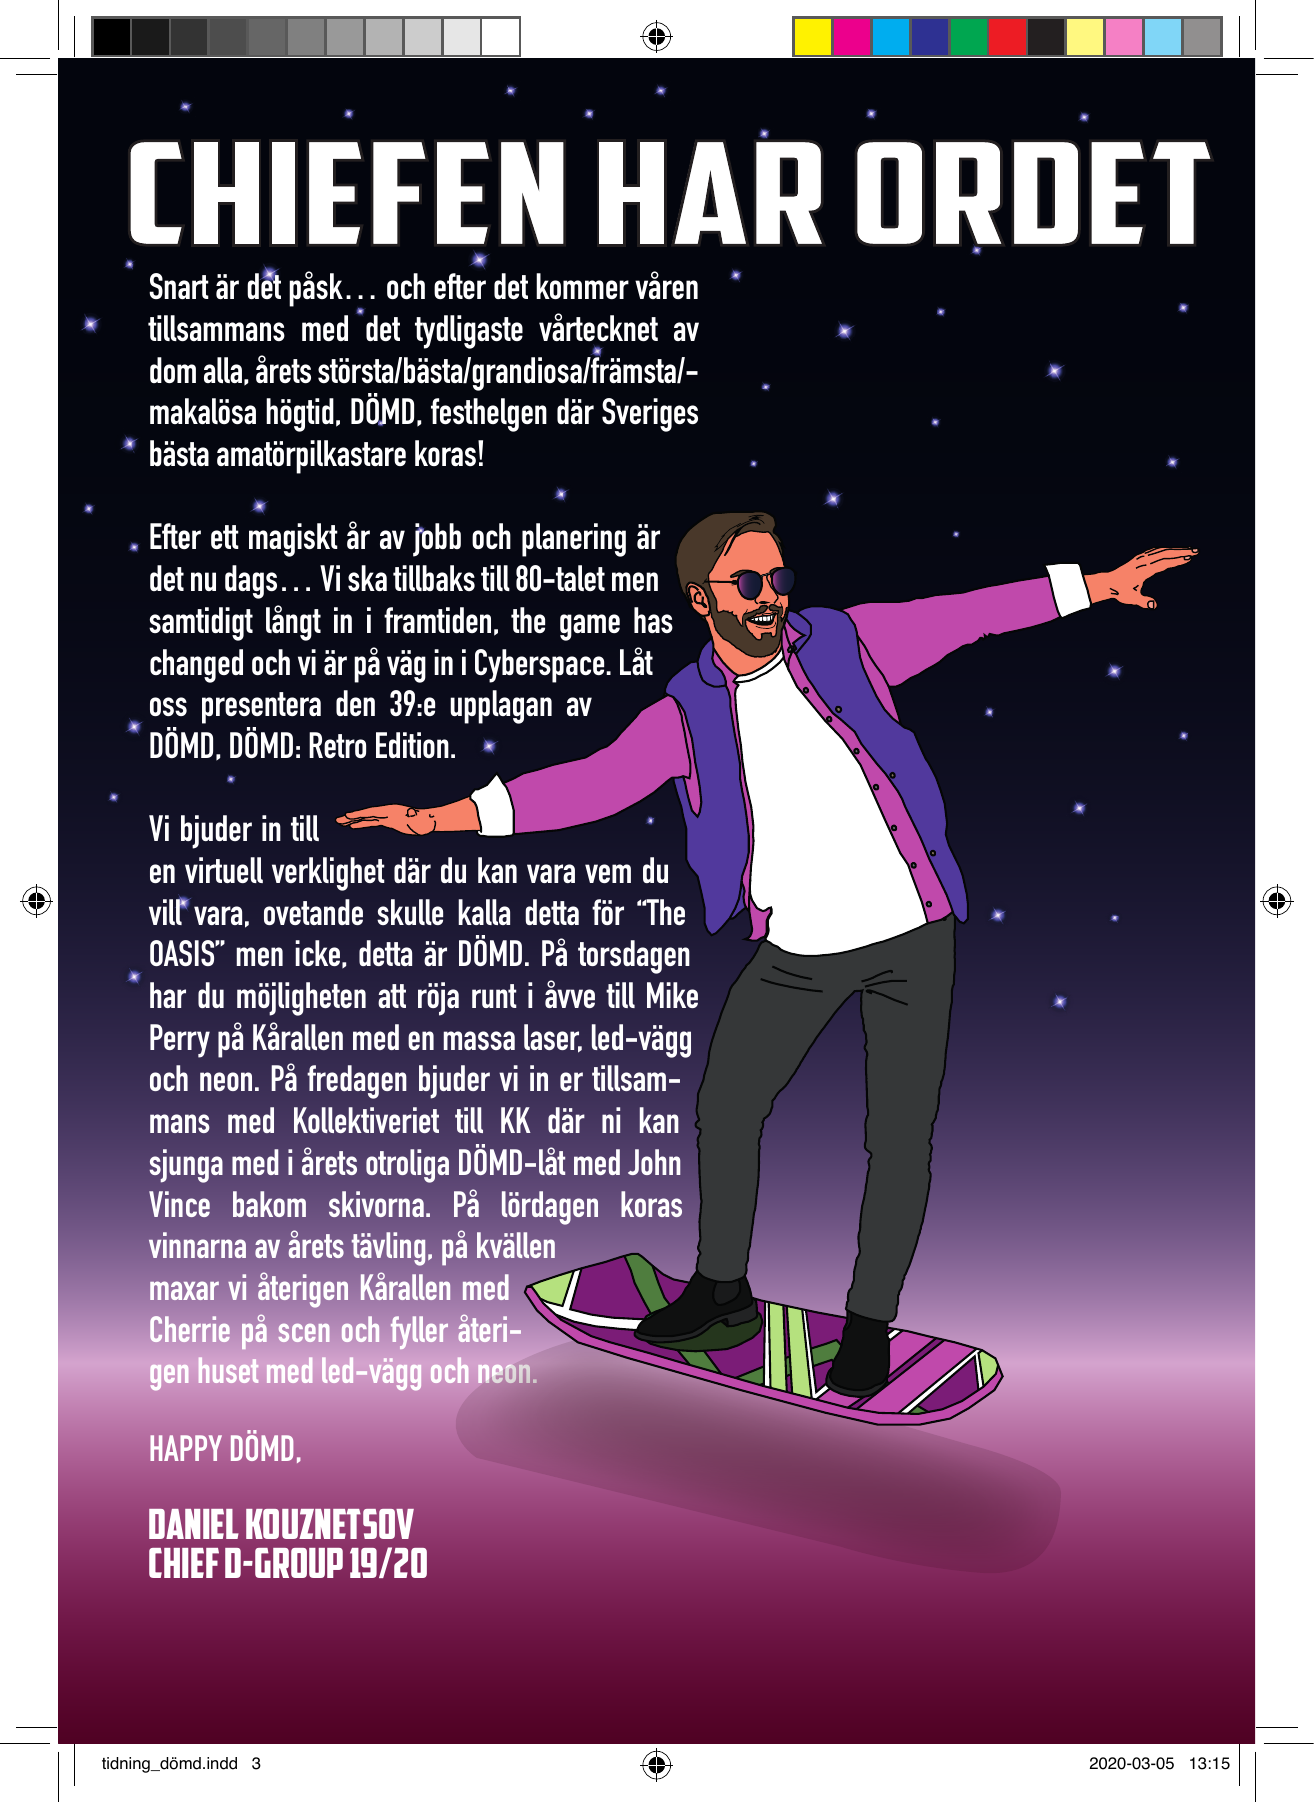 CHIEFEN HAR ORDET
Snart är det påsk... och efter det kommer våren
tillsammans med det tydligaste vårtecknet av
dom alla, årets största/bästa/grandiosa/främsta/-
makalösa högtid, DÖMD, festhelgen där Sveriges
bästa amatörpilkastare koras!
Efter ett magiskt år av jobb och planering är
det nu dags... Vi ska tillbaks till 80-talet men
samtidigt långt in i framtiden, the game has
changed och vi är på väg in i Cyberspace. Låt
oss presentera den 39:e upplagan av
DÖMD, DÖMD: Retro Edition.
Vi bjuder in till
en virtuell verklighet där du kan vara vem du
vill vara, ovetande skulle kalla detta för “The
OASIS” men icke, detta är DÖMD. På torsdagen
har du möjligheten att röja runt i åvve till Mike
Perry på Kårallen med en massa laser, led-vägg
och neon. På fredagen bjuder vi in er tillsam-
mans med Kollektiveriet till KK där ni kan
sjunga med i årets otroliga DÖMD-låt med John
Vince bakom skivorna. På lördagen koras
vinnarna av årets tävling, på kvällen
maxar vi återigen Kårallen med
Cherrie på scen och fyller återi-
gen huset med led-vägg och neon.
HAPPY DÖMD,
DANIEL KOUZNETSOV
CHIEF D-GROUP 19/20
tidning_dömd.indd 3
2020-03-05 13:15